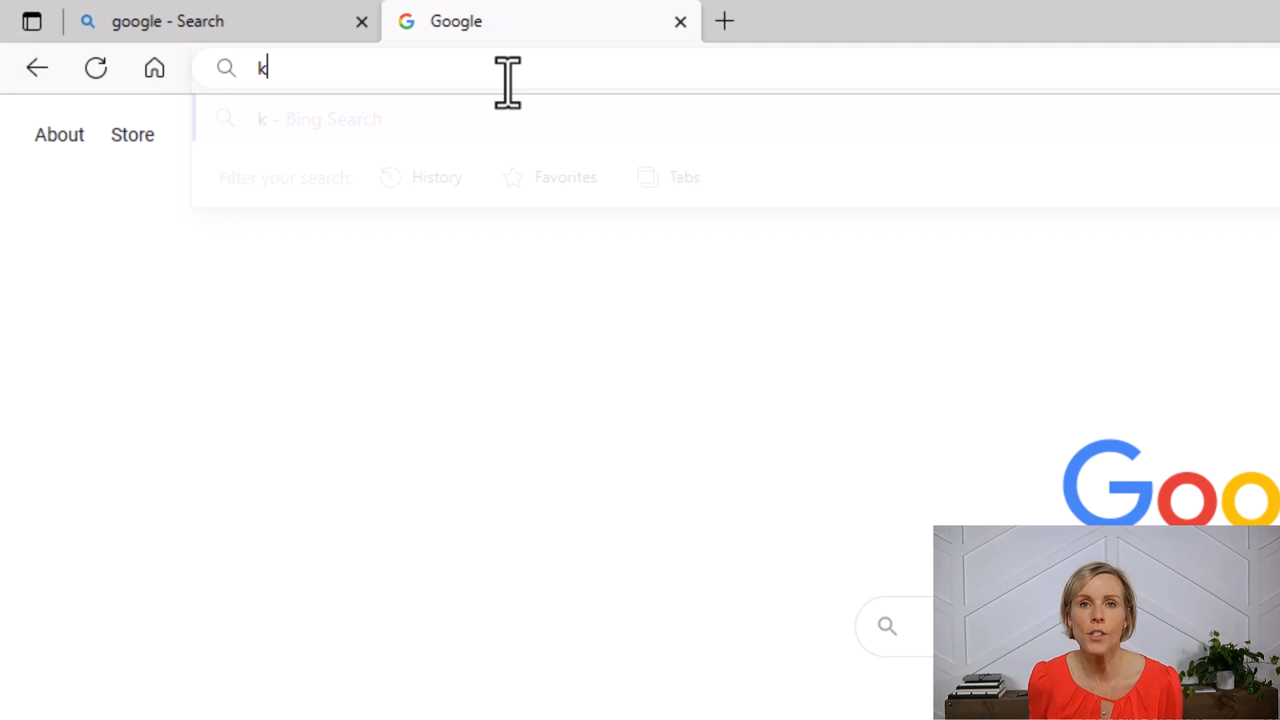 google - Search
Google
k
k - Bing Search
About Store
Filter your search: History Favorites Tabs
Goo